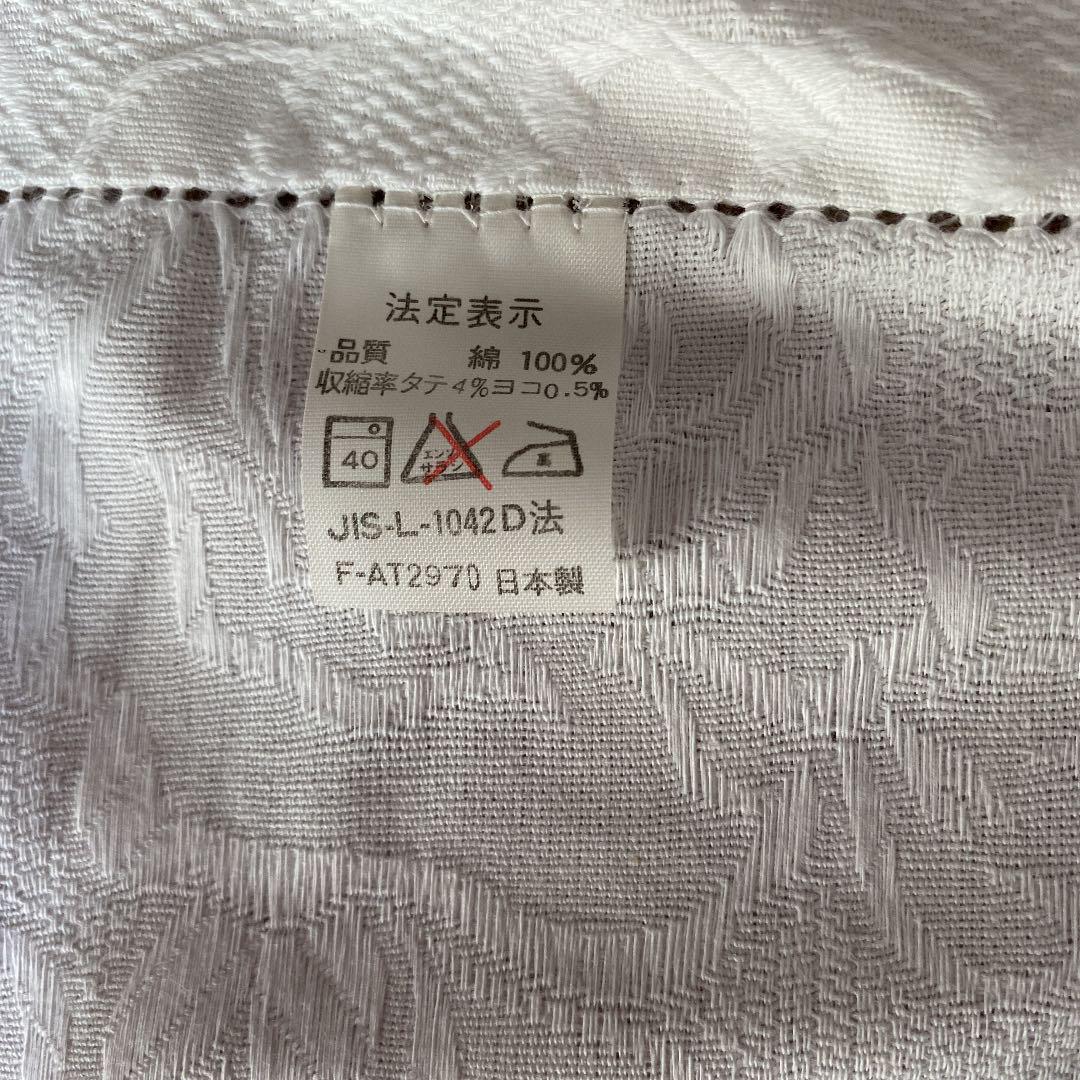 法定表示
品質 綿 100%
収縮率タテ4%ヨコ0.5%
40 エンソ サラシ 高
JIS-L-1042D法
F-AT2970 日本製